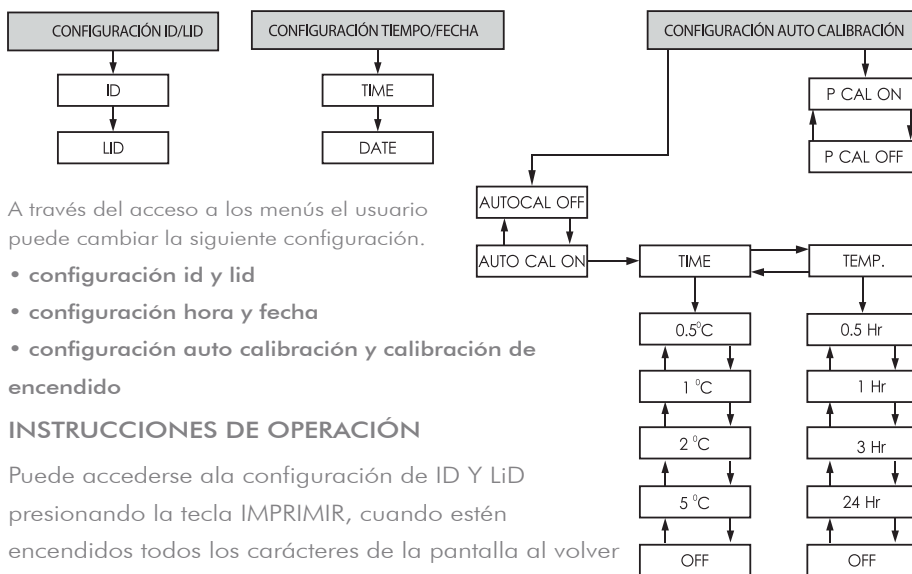 CONFIGURACIÓN ID/LID
CONFIGURACIÓN TIEMPO/FECHA
CONFIGURACIÓN AUTO CALIBRACIÓN
ID
LID
TIME
DATE
P CAL ON
P CAL OFF
AUTOCAL OFF
AUTO CAL ON
TIME
TEMP.
0.5°C
1 °C
2 °C
5 °C
OFF
0.5 Hr
1 Hr
3 Hr
24 Hr
OFF
A través del acceso a los menús el usuario
puede cambiar la siguiente configuración.
• configuración id y lid
• configuración hora y fecha
• configuración auto calibración y calibración de
encendido
INSTRUCCIONES DE OPERACIÓN
Puede accederse ala configuración de ID Y LiD
presionando la tecla IMPRIMIR, cuando estén
encendidos todos los carácteres de la pantalla al volver